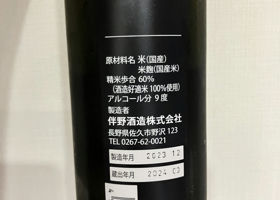 原材料名 米(国産)
米麹(国産米)
精米歩合 60%
(酒造好適米100%使用)
アルコール分 9度
製造者
伴野酒造株式会社
長野県佐久市野沢123
TEL 0267-62-0021
製造年月 2023 12
蔵出年月 2024 03